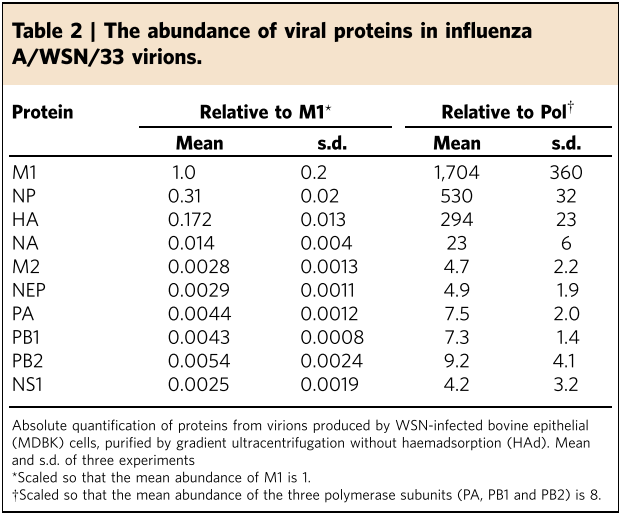 Table 2 | The abundance of viral proteins in influenza
A/WSN/33 virions.
Protein Relative to M1* Relative to Pol†
Mean s.d. Mean s.d.
M1 1.0 0.2 1,704 360
NP 0.31 0.02 530 32
HA 0.172 0.013 294 23
NA 0.014 0.004 23 6
M2 0.0028 0.0013 4.7 2.2
NEP 0.0029 0.0011 4.9 1.9
PA 0.0044 0.0012 7.5 2.0
PB1 0.0043 0.0008 7.3 1.4
PB2 0.0054 0.0024 9.2 4.1
NS1 0.0025 0.0019 4.2 3.2
Absolute quantification of proteins from virions produced by WSN-infected bovine epithelial
(MDBK) cells, purified by gradient ultracentrifugation without haemadsorption (HAd). Mean
and s.d. of three experiments
*Scaled so that the mean abundance of M1 is 1.
†Scaled so that the mean abundance of the three polymerase subunits (PA, PB1 and PB2) is 8.